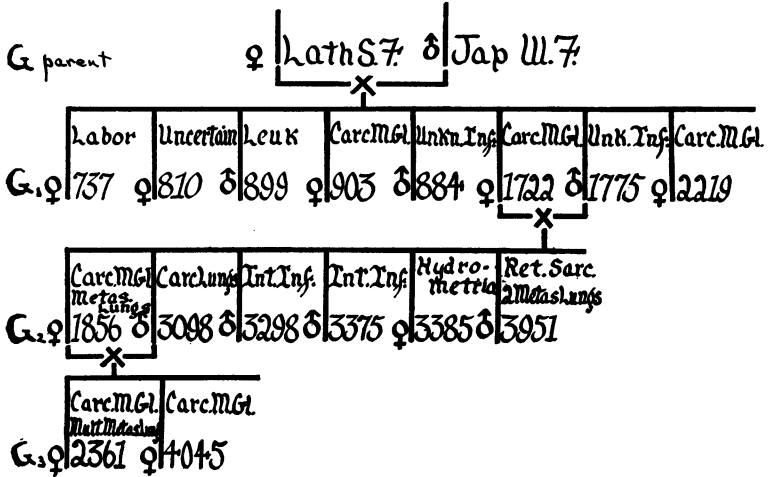 G parent ♀ Lath S.7. ♂ Jap W.7.
Labor Uncertain Leuk Carc.M.Gl. Unkn.Inf. Carc.M.Gl. Unk.Inf. Carc.M.Gl.
G1 ♀ 737 ♀ 810 ♂ 899 ♀ 903 ♂ 884 ♀ 1722 ♂ 1775 ♀ 2219
Carc.M.Gl. Carc.Lungs Int.Inf. Int.Inf. Hydro- Ret. Sarc.
Metas. Lungs metria 2 Metas Lungs
G2 ♀ 1856 ♂ 3098 ♂ 3298 ♂ 3375 ♀ 3385 ♂ 3951
Carc.M.Gl. Carc.M.Gl.
Mult.Metas.Lung
G3 ♀ 2361 ♀ 4045